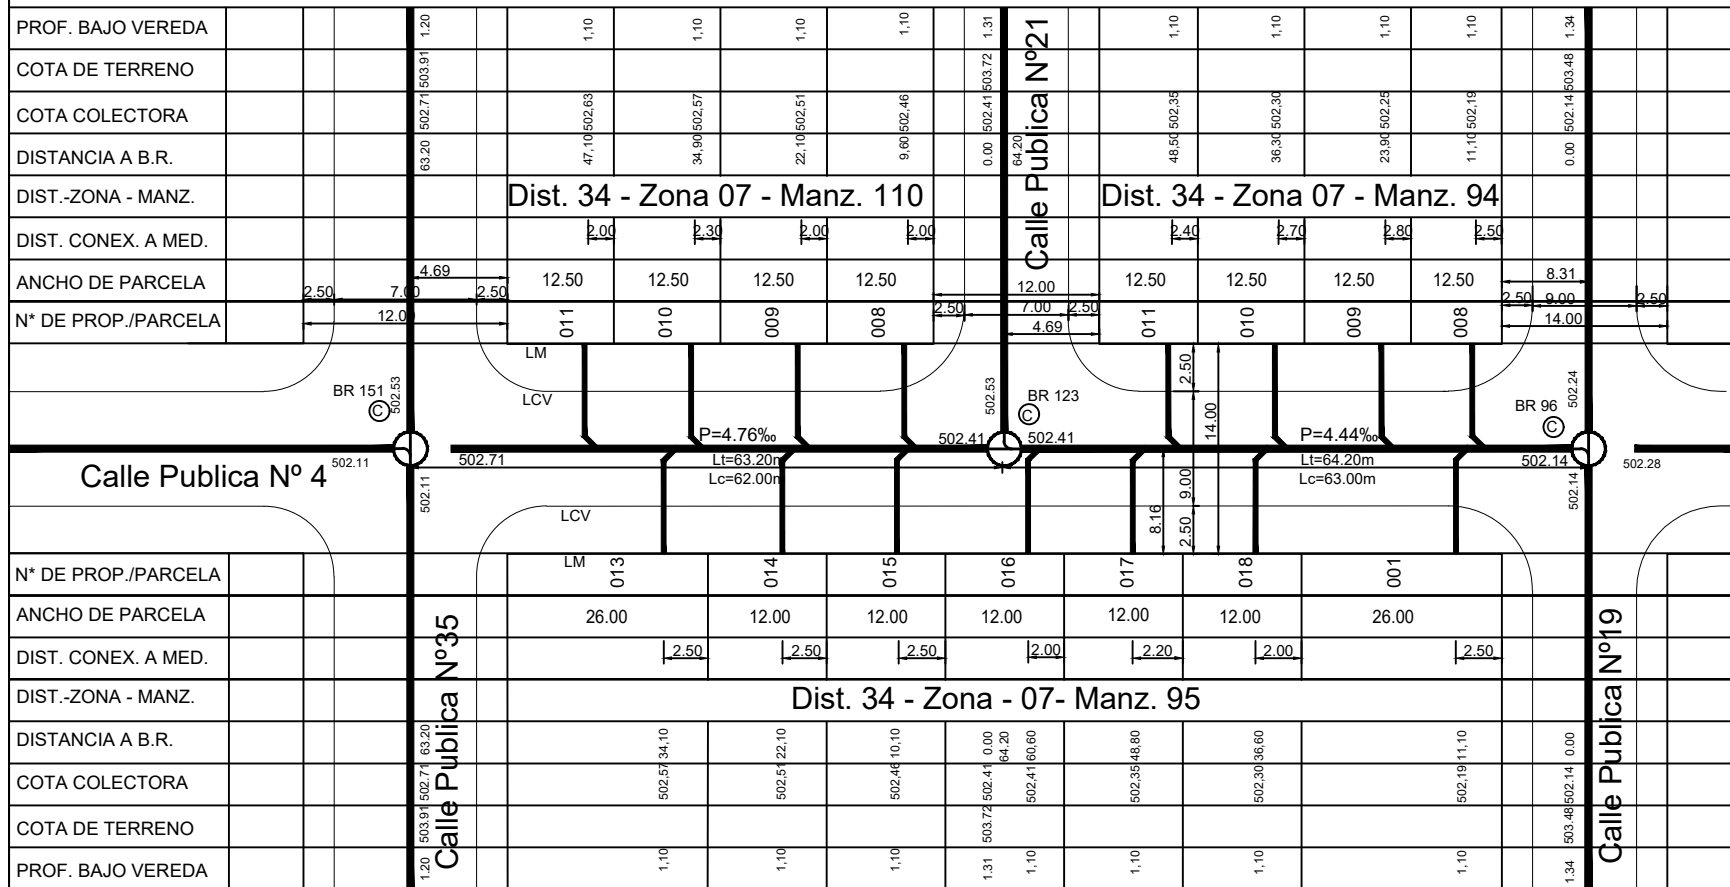 PROF. BAJO VEREDA 1.20 1,10 1,10 1,10 1,10 1.31 1,10 1,10 1,10 1,10 1.34
COTA DE TERRENO 503.91 503.72 503.48
COTA COLECTORA 502.71 502,63 502,57 502,51 502,46 502.41 502,35 502,30 502,25 502,19 502.14
DISTANCIA A B.R. 63.20 47,10 34,90 22,10 9,60 0.00 64.20 48,50 36,30 23,90 11,10 0.00
Calle Publica Nº21
DIST.-ZONA - MANZ. Dist. 34 - Zona 07 - Manz. 110 Dist. 34 - Zona 07 - Manz. 94
DIST. CONEX. A MED. 2.00 2.30 2.00 2.00 2.40 2.70 2.80 2.50
ANCHO DE PARCELA 4.69 12.50 12.50 12.50 12.50 12.00 12.50 12.50 12.50 12.50 8.31
2.50 7.00 2.50 2.50 7.00 2.50 2.50 9.00 2.50
N* DE PROP./PARCELA 12.00 011 010 009 008 4.69 011 010 009 008 14.00
LM
BR 151 C 502.53 LCV 502.53 BR 123 C 2.50 14.00 BR 96 C 502.24
P=4.76‰ 502.41 502.41 P=4.44‰
Calle Publica Nº 4 502.11 502.71 Lt=63.20m Lt=64.20m 502.14 502.28
Lc=62.00m Lc=63.00m
502.11 9.00 502.14
LCV 8.16 2.50
LM
N* DE PROP./PARCELA 013 014 015 016 017 018 001
ANCHO DE PARCELA 26.00 12.00 12.00 12.00 12.00 12.00 26.00
DIST. CONEX. A MED. 2.50 2.50 2.50 2.00 2.20 2.00 2.50
Calle Publica Nº35
Calle Publica Nº19
DIST.-ZONA - MANZ. Dist. 34 - Zona - 07- Manz. 95
DISTANCIA A B.R. 63.20 34,10 22,10 10,10 0.00 64.20 60,60 48,80 36,60 11,10 0.00
COTA COLECTORA 502.71 502,57 502,51 502,46 502.41 502,41 502,35 502,30 502,19 502.14
COTA DE TERRENO 503.91 503.72 503.48
PROF. BAJO VEREDA 1.20 1,10 1,10 1,10 1.31 1,10 1,10 1,10 1,10 1.34